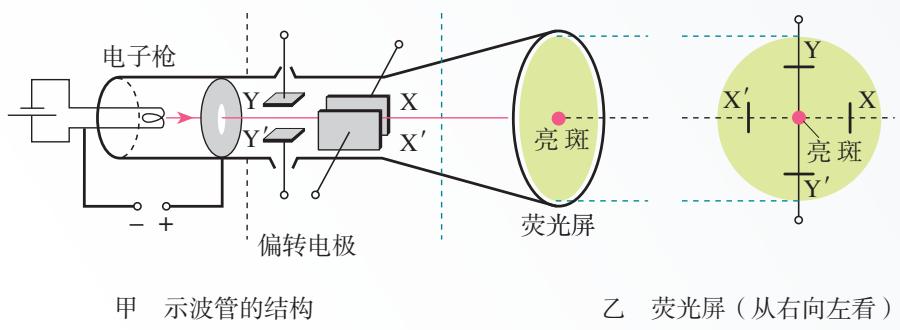 电子枪
Y
Y′
X
X′
亮斑
− +
偏转电极
荧光屏
Y
X′
X
亮斑
Y′
甲 示波管的结构
乙 荧光屏（从右向左看）